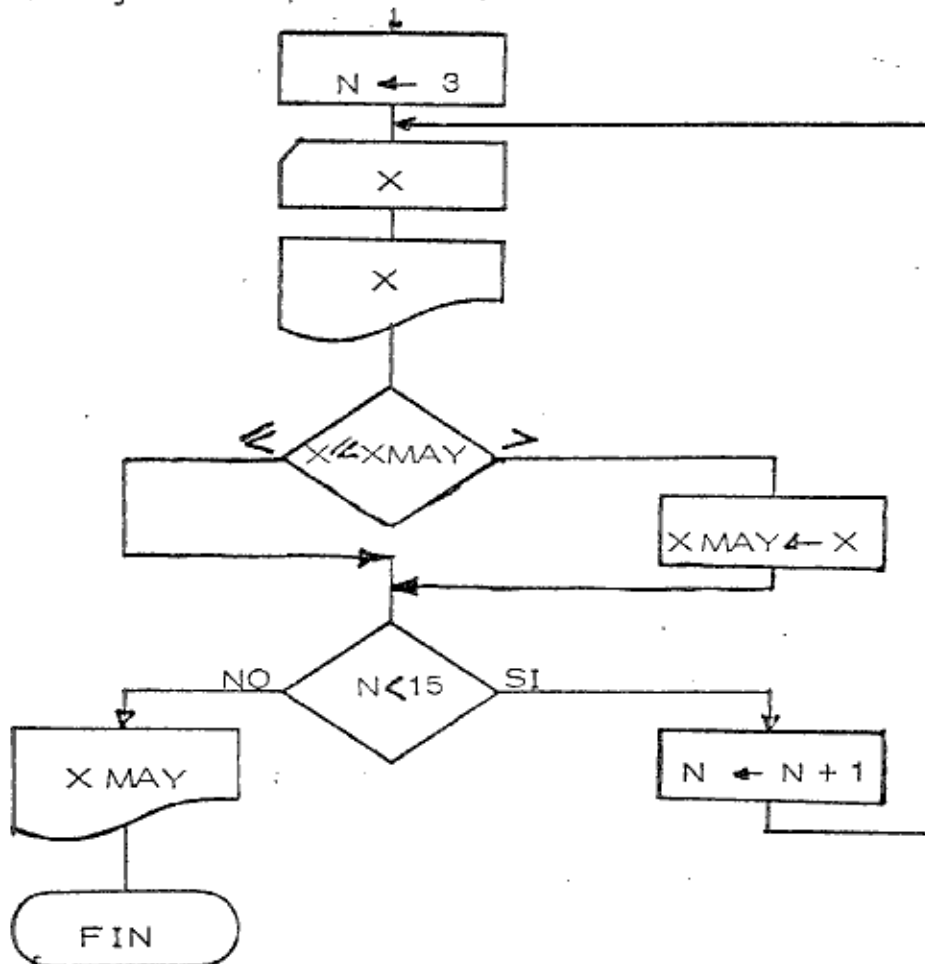 N ← 3
X
X
≤ X≤XMAY >
XMAY ← X
NO N<15 SI
X MAY
N ← N + 1
FIN